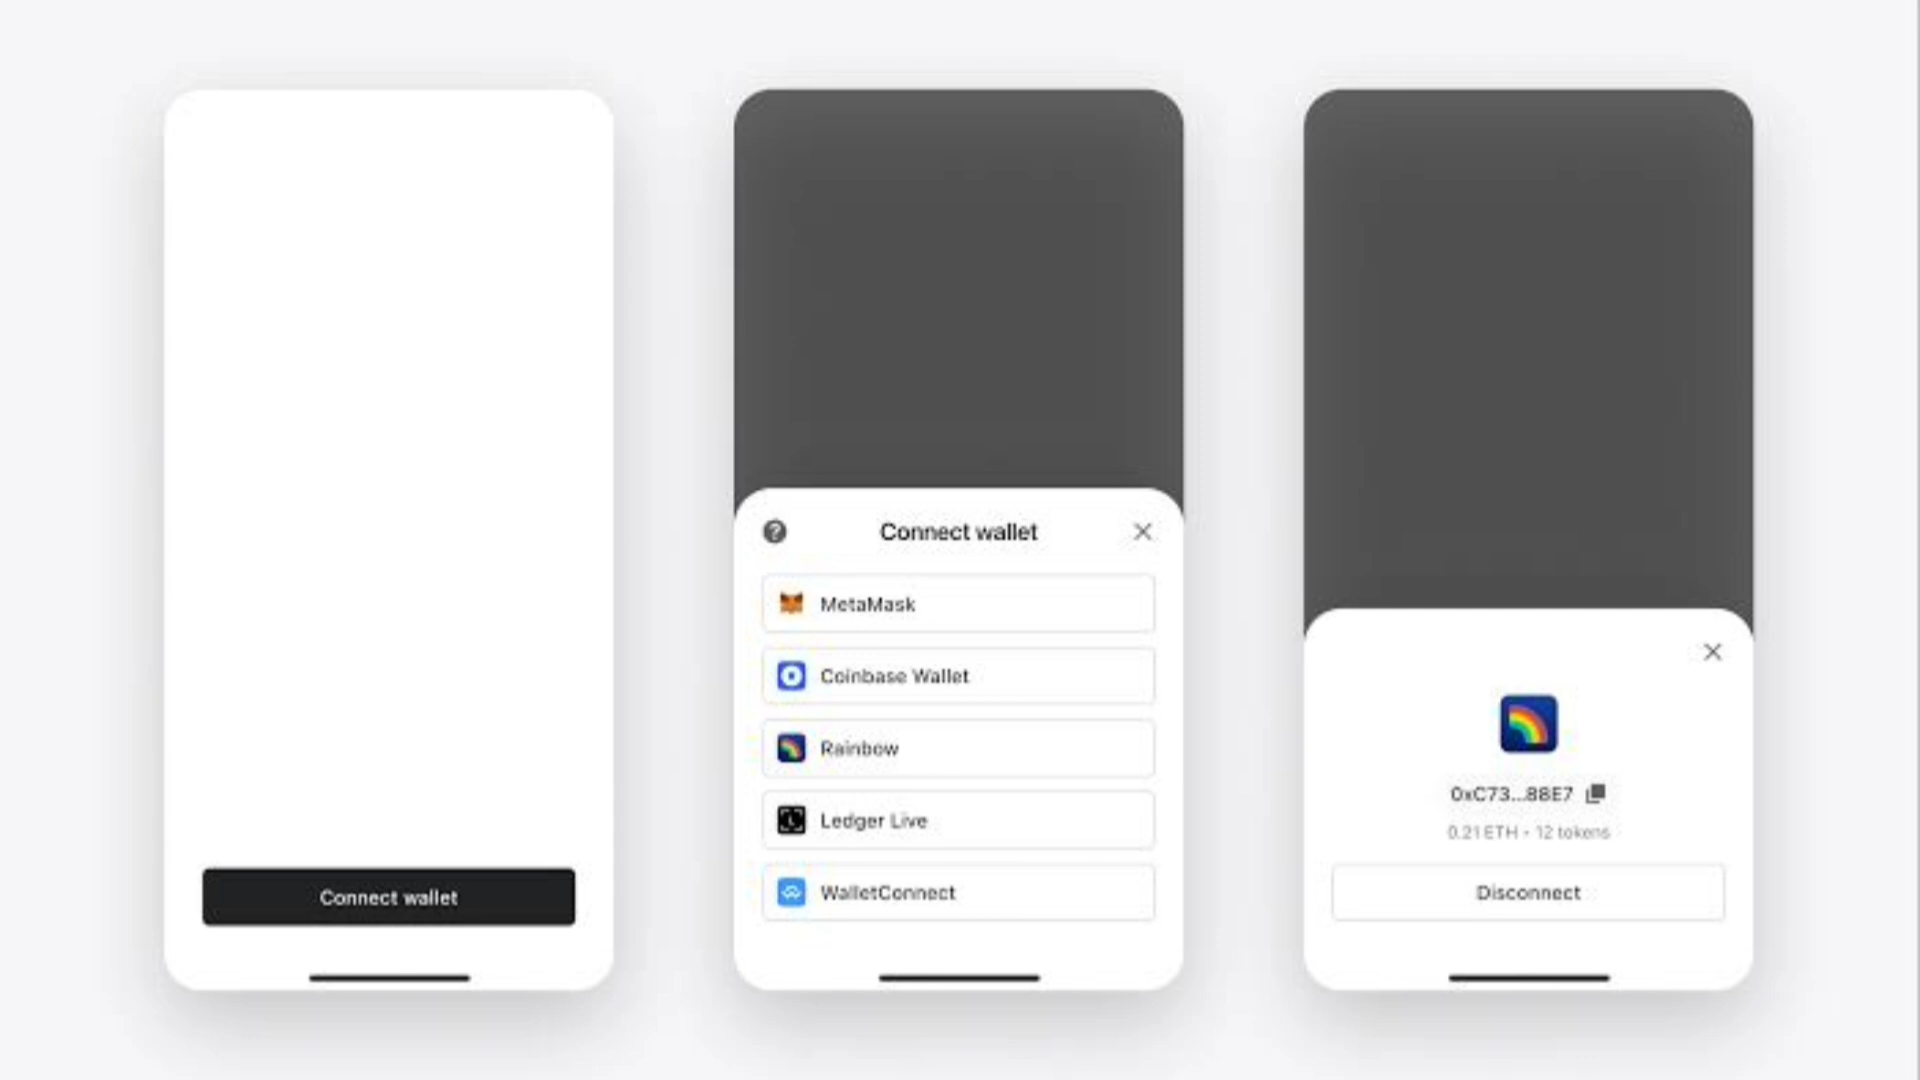 Connect wallet
Connect wallet
MetaMask
Coinbase Wallet
Rainbow
Ledger Live
WalletConnect
0xC73...88E7
0.21 ETH • 12 tokens
Disconnect